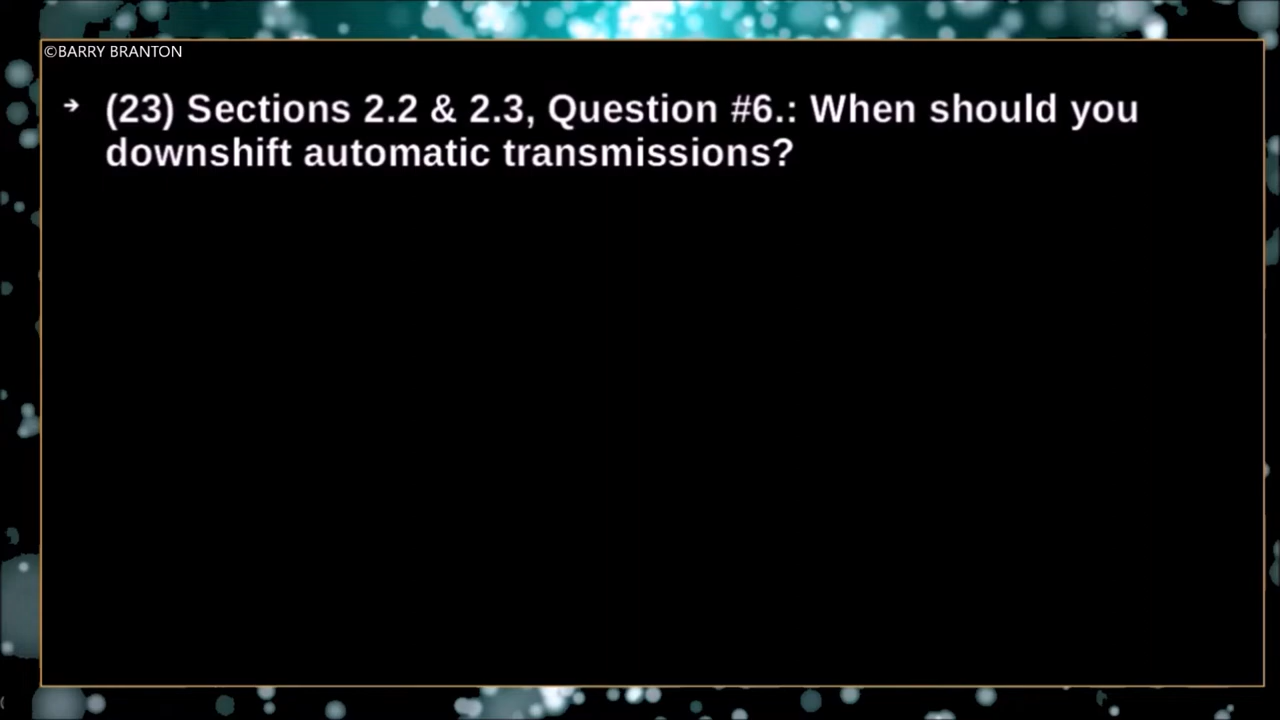 ©BARRY BRANTON
➔ (23) Sections 2.2 & 2.3, Question #6.: When should you
downshift automatic transmissions?